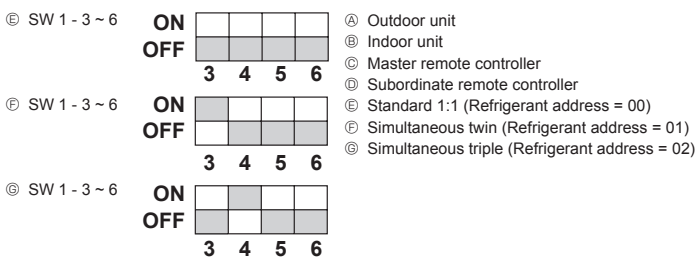 Ⓔ SW 1 - 3 ~ 6
ON
OFF
3 4 5 6
Ⓕ SW 1 - 3 ~ 6
ON
OFF
3 4 5 6
Ⓖ SW 1 - 3 ~ 6
ON
OFF
3 4 5 6
Ⓐ Outdoor unit
Ⓑ Indoor unit
Ⓒ Master remote controller
Ⓓ Subordinate remote controller
Ⓔ Standard 1:1 (Refrigerant address = 00)
Ⓕ Simultaneous twin (Refrigerant address = 01)
Ⓖ Simultaneous triple (Refrigerant address = 02)